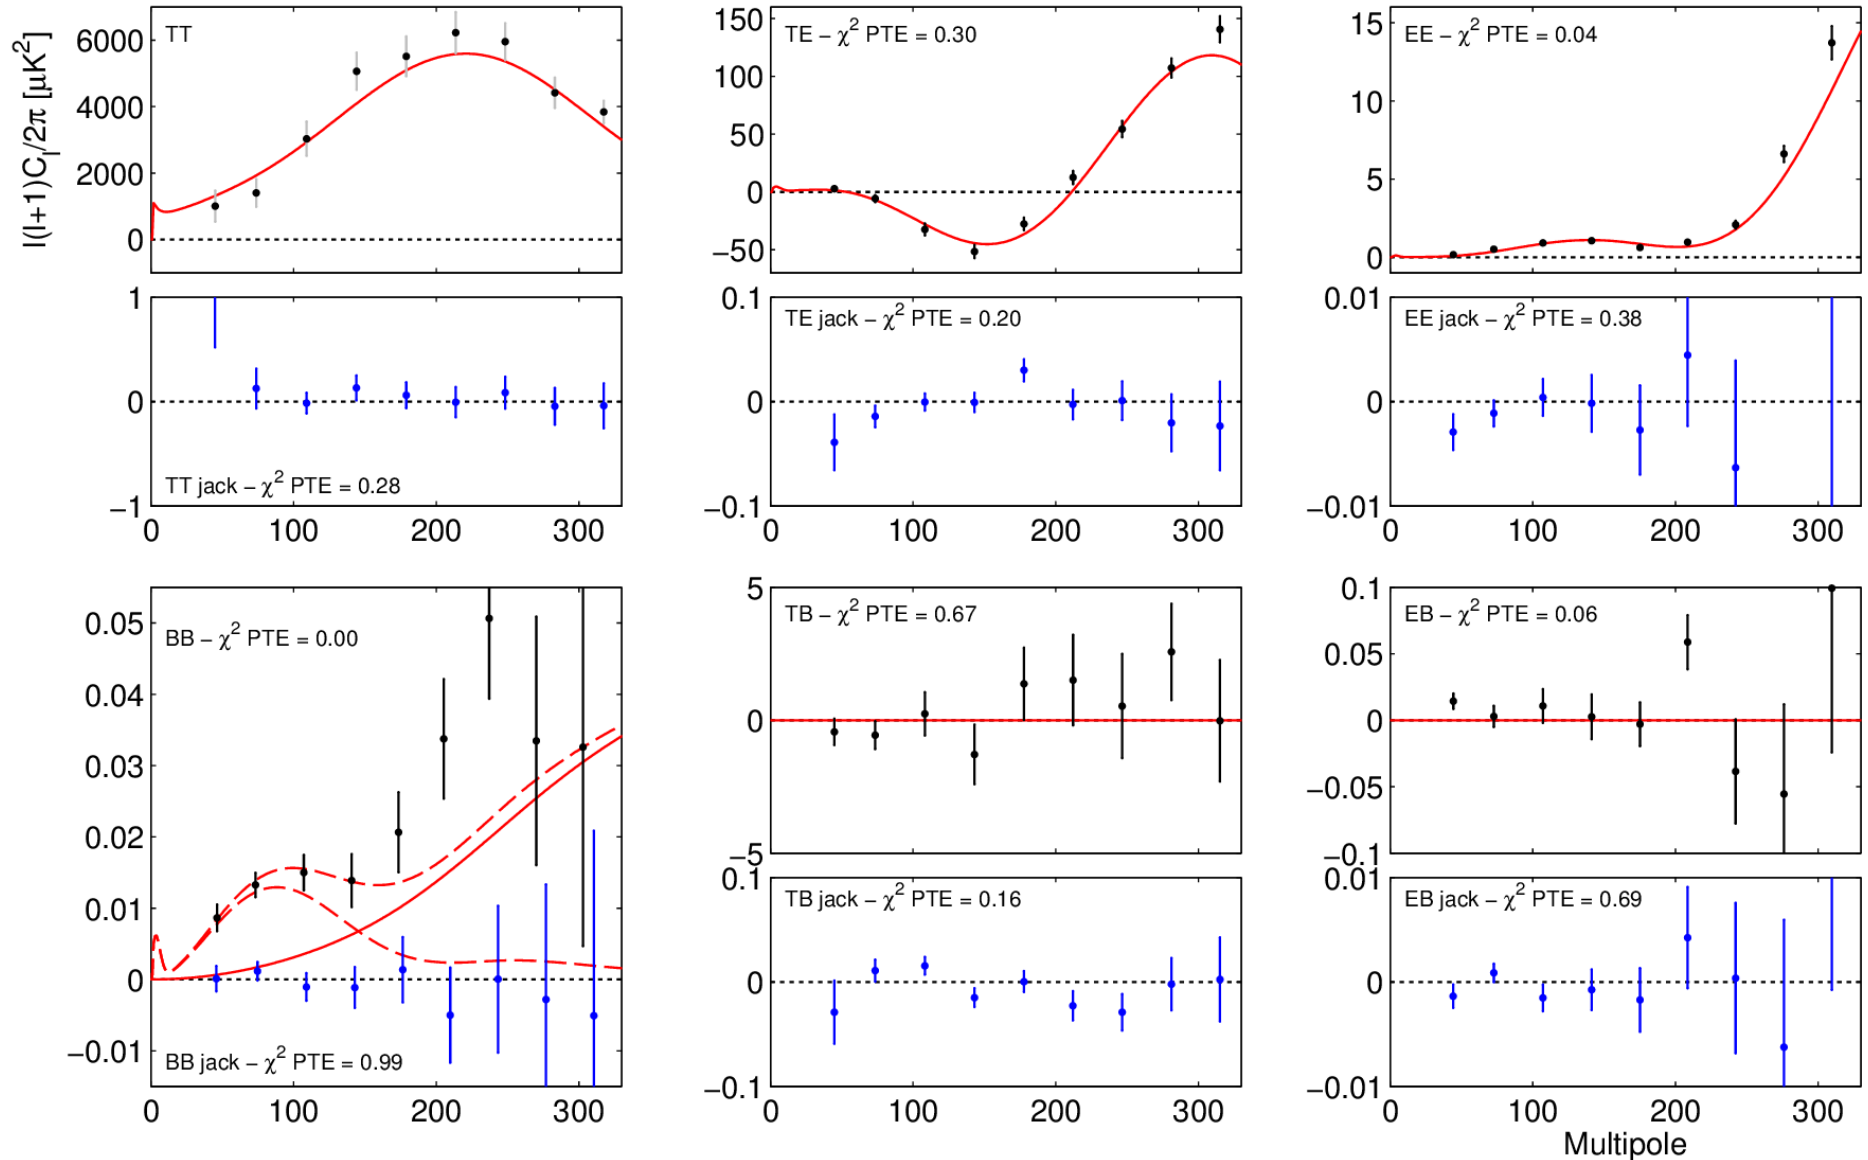 l(l+1)C_l/2π [μK²]
TT
6000
4000
2000
0
TE − χ² PTE = 0.30
150
100
50
0
−50
EE − χ² PTE = 0.04
15
10
5
0
1
0
−1
TT jack − χ² PTE = 0.28
0 100 200 300
TE jack − χ² PTE = 0.20
0.1
0
−0.1
0 100 200 300
EE jack − χ² PTE = 0.38
0.01
0
−0.01
0 100 200 300
BB − χ² PTE = 0.00
0.05
0.04
0.03
0.02
0.01
0
−0.01
BB jack − χ² PTE = 0.99
0 100 200 300
TB − χ² PTE = 0.67
5
0
−5
EB − χ² PTE = 0.06
0.1
0.05
0
−0.05
−0.1
TB jack − χ² PTE = 0.16
0.1
0
−0.1
0 100 200 300
EB jack − χ² PTE = 0.69
0.01
0
−0.01
0 100 200 300
Multipole